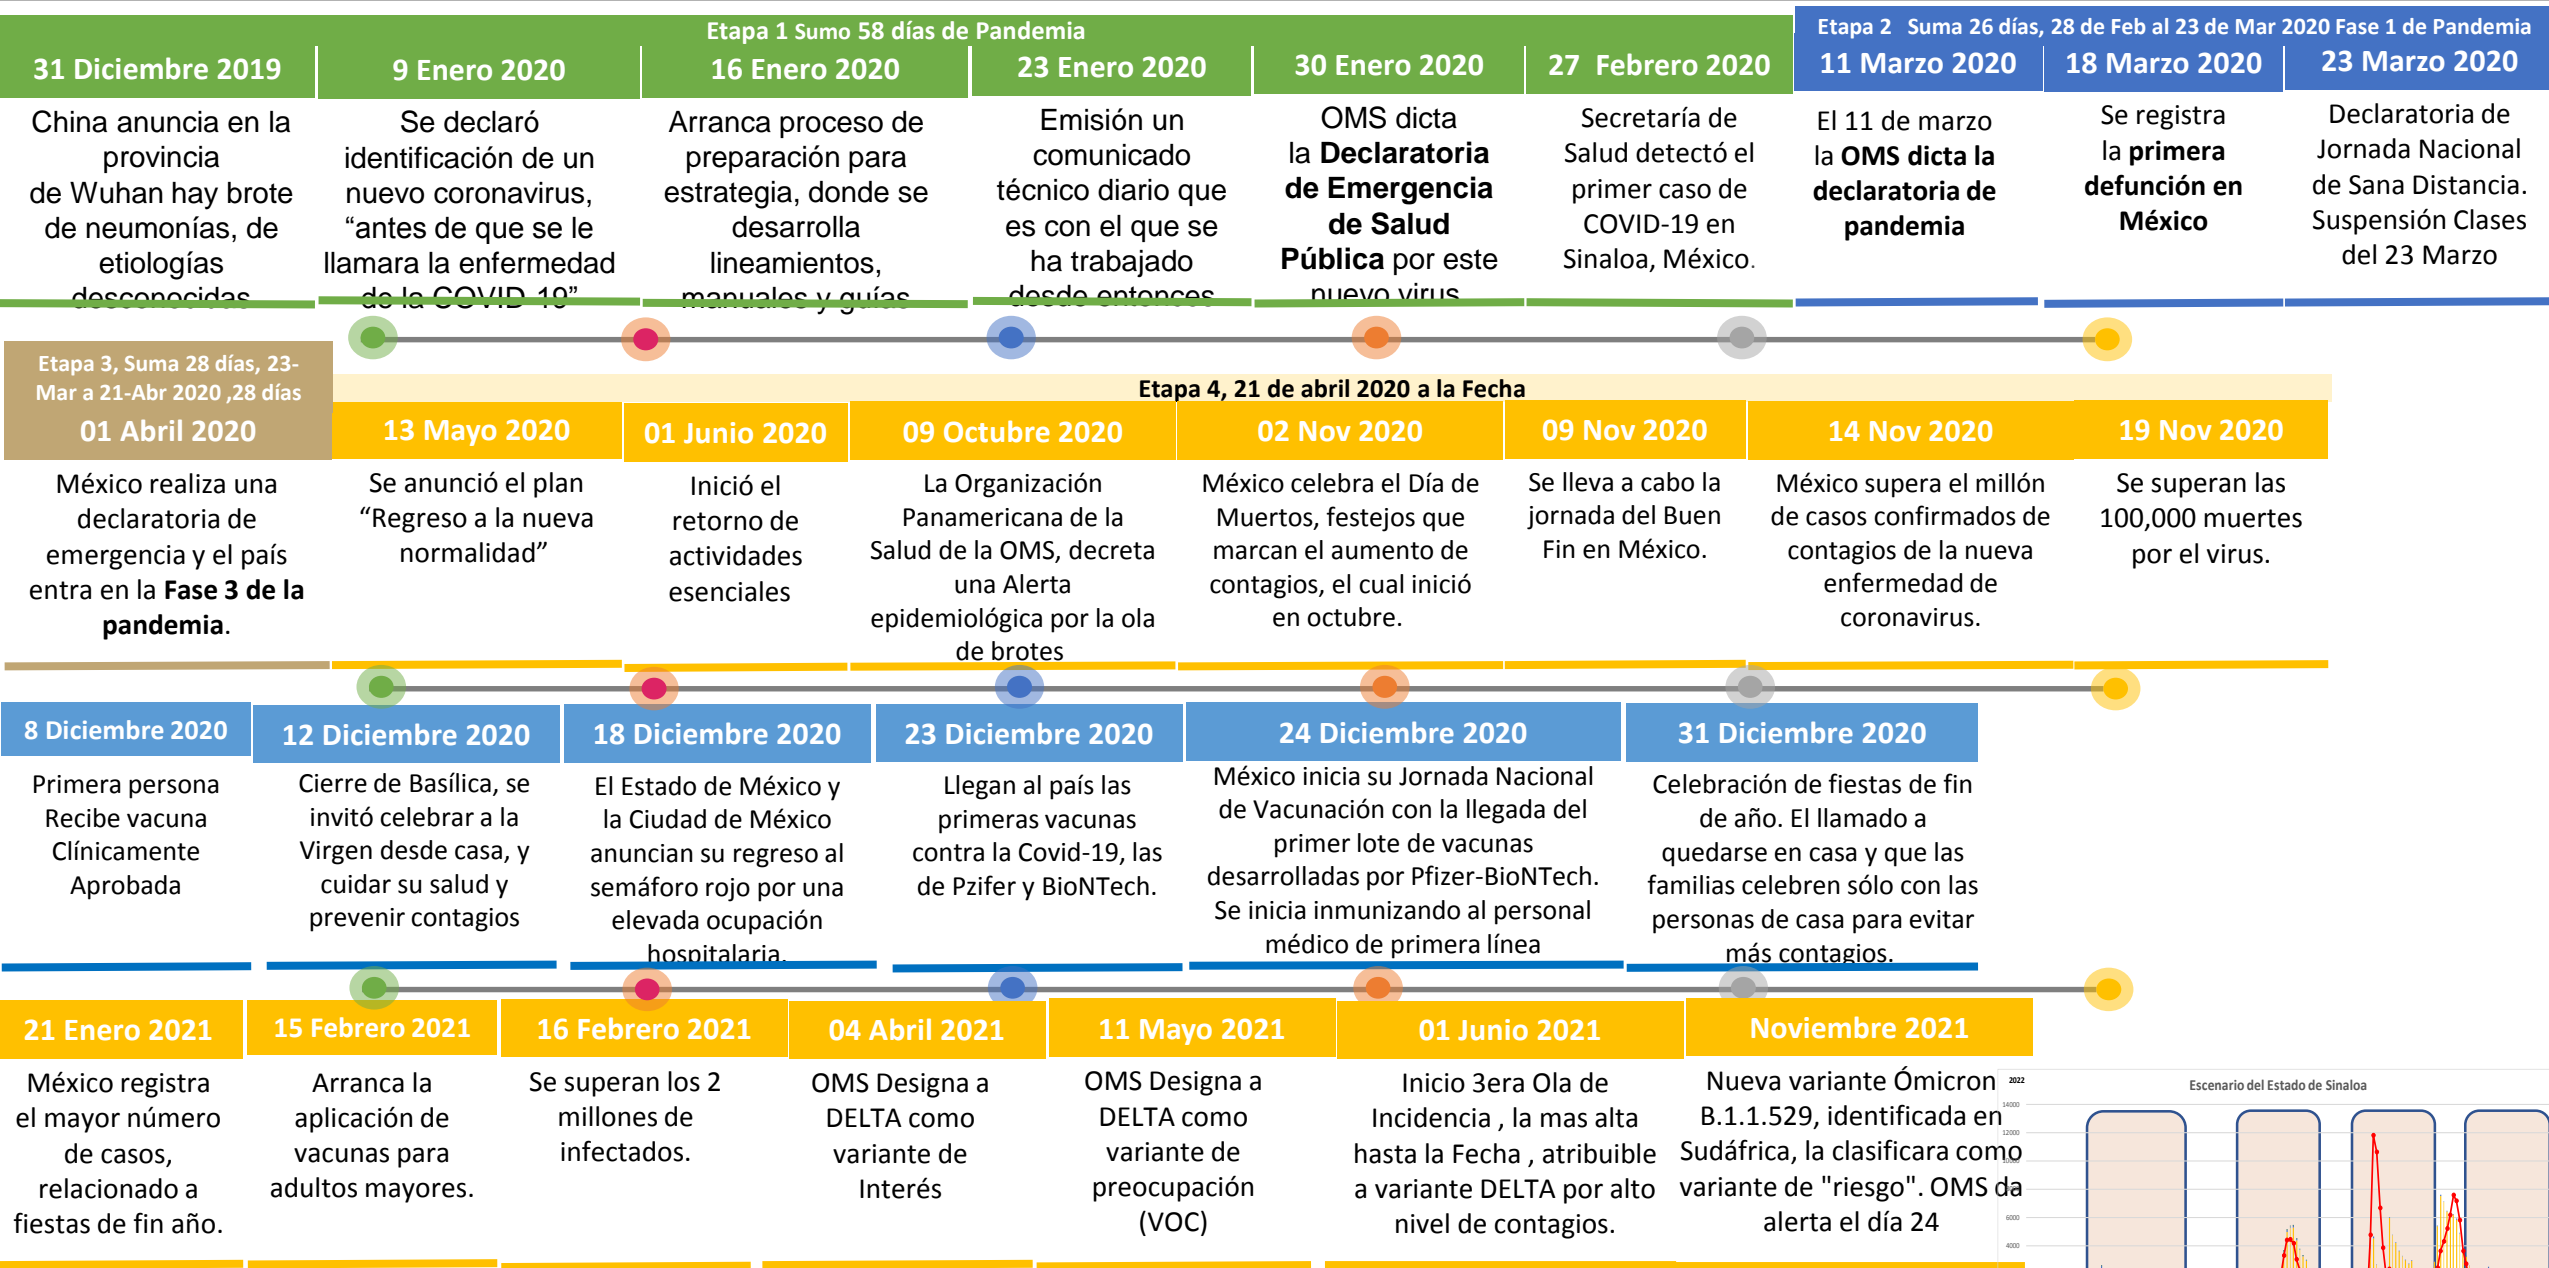 Etapa 1 Sumo 58 días de Pandemia
Etapa 2 Suma 26 días, 28 de Feb al 23 de Mar 2020 Fase 1 de Pandemia
31 Diciembre 2019
China anuncia en la
provincia
de Wuhan hay brote
de neumonías, de
etiologías
desconocidas
9 Enero 2020
Se declaró
identificación de un
nuevo coronavirus,
“antes de que se le
llamara la enfermedad
de la COVID-19”
16 Enero 2020
Arranca proceso de
preparación para
estrategia, donde se
desarrolla
lineamientos,
manuales y guías
23 Enero 2020
Emisión un
comunicado
técnico diario que
es con el que se
ha trabajado
desde entonces
30 Enero 2020
OMS dicta
la Declaratoria
de Emergencia
de Salud
Pública por este
nuevo virus
27 Febrero 2020
Secretaría de
Salud detectó el
primer caso de
COVID-19 en
Sinaloa, México.
11 Marzo 2020
El 11 de marzo
la OMS dicta la
declaratoria de
pandemia
18 Marzo 2020
Se registra
la primera
defunción en
México
23 Marzo 2020
Declaratoria de
Jornada Nacional
de Sana Distancia.
Suspensión Clases
del 23 Marzo
Etapa 3, Suma 28 días, 23-
Mar a 21-Abr 2020 ,28 días
Etapa 4, 21 de abril 2020 a la Fecha
01 Abril 2020
México realiza una
declaratoria de
emergencia y el país
entra en la Fase 3 de la
pandemia.
13 Mayo 2020
Se anunció el plan
“Regreso a la nueva
normalidad”
01 Junio 2020
Inició el
retorno de
actividades
esenciales
09 Octubre 2020
La Organización
Panamericana de la
Salud de la OMS, decreta
una Alerta
epidemiológica por la ola
de brotes
02 Nov 2020
México celebra el Día de
Muertos, festejos que
marcan el aumento de
contagios, el cual inició
en octubre.
09 Nov 2020
Se lleva a cabo la
jornada del Buen
Fin en México.
14 Nov 2020
México supera el millón
de casos confirmados de
contagios de la nueva
enfermedad de
coronavirus.
19 Nov 2020
Se superan las
100,000 muertes
por el virus.
8 Diciembre 2020
Primera persona
Recibe vacuna
Clínicamente
Aprobada
12 Diciembre 2020
Cierre de Basílica, se
invitó celebrar a la
Virgen desde casa, y
cuidar su salud y
prevenir contagios
18 Diciembre 2020
El Estado de México y
la Ciudad de México
anuncian su regreso al
semáforo rojo por una
elevada ocupación
hospitalaria.
23 Diciembre 2020
Llegan al país las
primeras vacunas
contra la Covid-19, las
de Pzifer y BioNTech.
24 Diciembre 2020
México inicia su Jornada Nacional
de Vacunación con la llegada del
primer lote de vacunas
desarrolladas por Pfizer-BioNTech.
Se inicia inmunizando al personal
médico de primera línea
31 Diciembre 2020
Celebración de fiestas de fin
de año. El llamado a
quedarse en casa y que las
familias celebren sólo con las
personas de casa para evitar
más contagios.
21 Enero 2021
México registra
el mayor número
de casos,
relacionado a
fiestas de fin año.
15 Febrero 2021
Arranca la
aplicación de
vacunas para
adultos mayores.
16 Febrero 2021
Se superan los 2
millones de
infectados.
04 Abril 2021
OMS Designa a
DELTA como
variante de
Interés
11 Mayo 2021
OMS Designa a
DELTA como
variante de
preocupación
(VOC)
01 Junio 2021
Inicio 3era Ola de
Incidencia , la mas alta
hasta la Fecha , atribuible
a variante DELTA por alto
nivel de contagios.
Noviembre 2021
Nueva variante Ómicron
B.1.1.529, identificada en
Sudáfrica, la clasificara como
variante de "riesgo". OMS da
alerta el día 24
2022
Escenario del Estado de Sinaloa
14000
12000
6000
4000